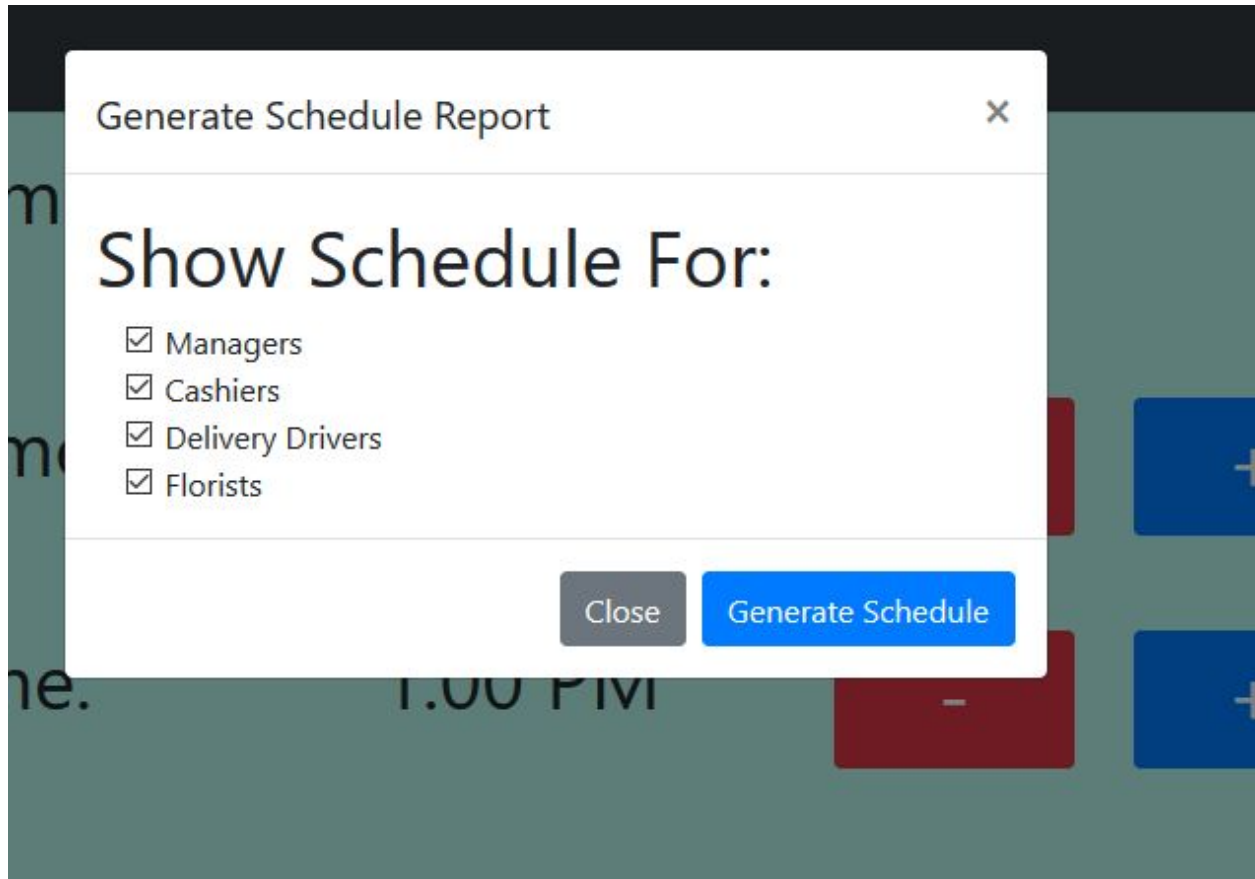 Generate Schedule Report ×
Show Schedule For:
Managers
Cashiers
Delivery Drivers
Florists
Close Generate Schedule
1:00 PM - +